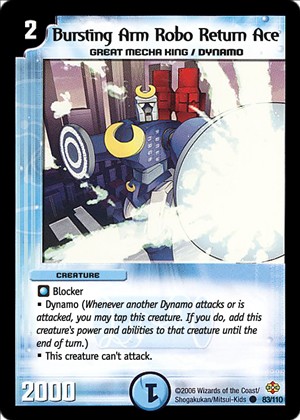 2
Bursting Arm Robo Return Ace
GREAT MECHA KING / DYNAMO
CREATURE
Blocker
▪ Dynamo (Whenever another Dynamo attacks or is
attacked, you may tap this creature. If you do, add this
creature's power and abilities to that creature until the
end of turn.)
▪ This creature can't attack.
2000
1
©2006 Wizards of the Coast/
Shogakukan/Mitsui-Kids
83/110